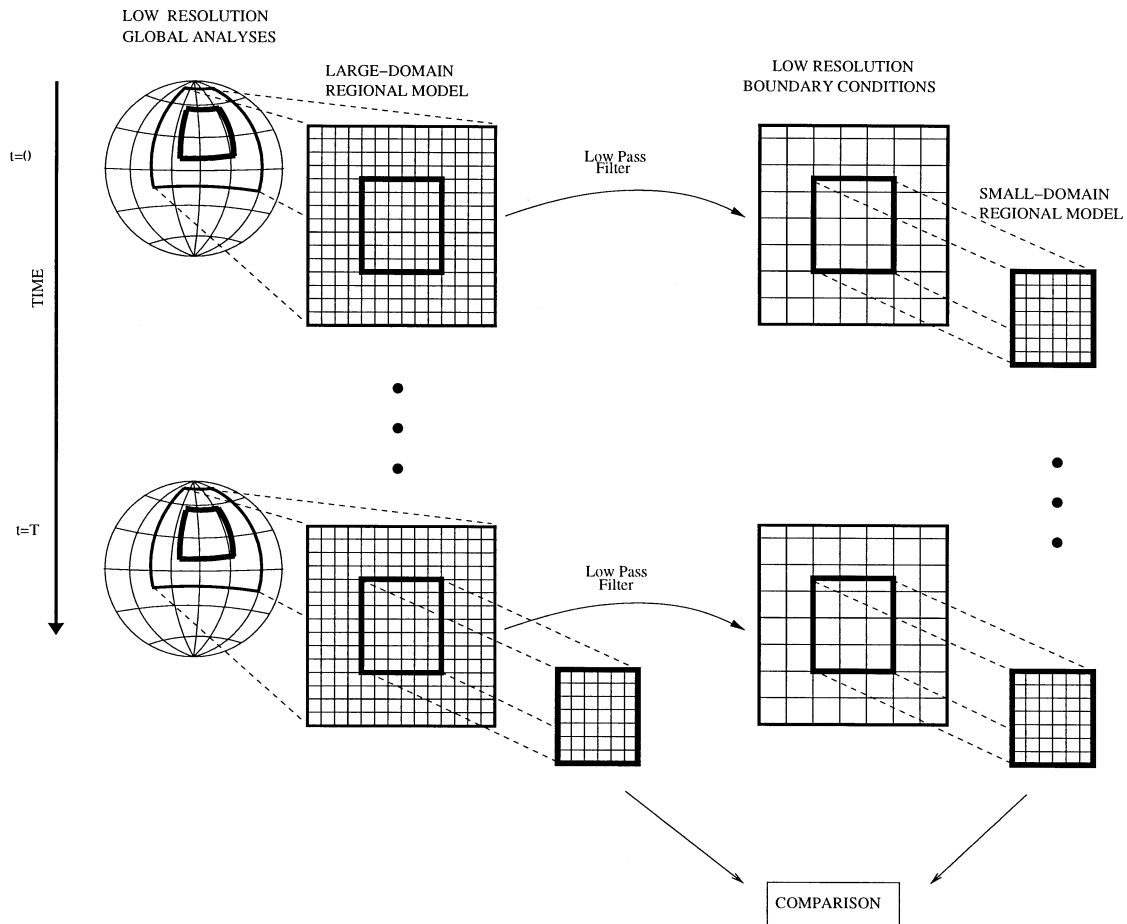 LOW RESOLUTION
GLOBAL ANALYSES
LARGE-DOMAIN
REGIONAL MODEL
LOW RESOLUTION
BOUNDARY CONDITIONS
SMALL-DOMAIN
REGIONAL MODEL
t=0
Low Pass
Filter
TIME
t=T
Low Pass
Filter
COMPARISON